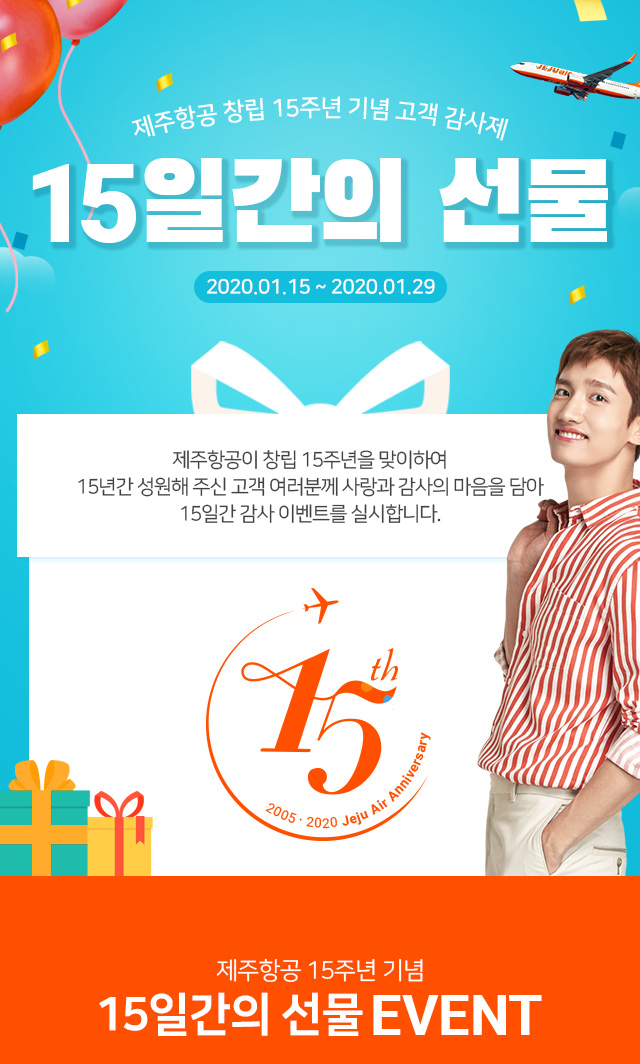 JEJUair
제주항공 창립 15주년 기념 고객 감사제
15일간의 선물
2020.01.15 ~ 2020.01.29
제주항공이 창립 15주년을 맞이하여
15년간 성원해 주신 고객 여러분께 사랑과 감사의 마음을 담아
15일간 감사 이벤트를 실시합니다.
15th
2005 · 2020 Jeju Air Anniversary
제주항공 15주년 기념
15일간의 선물 EVENT